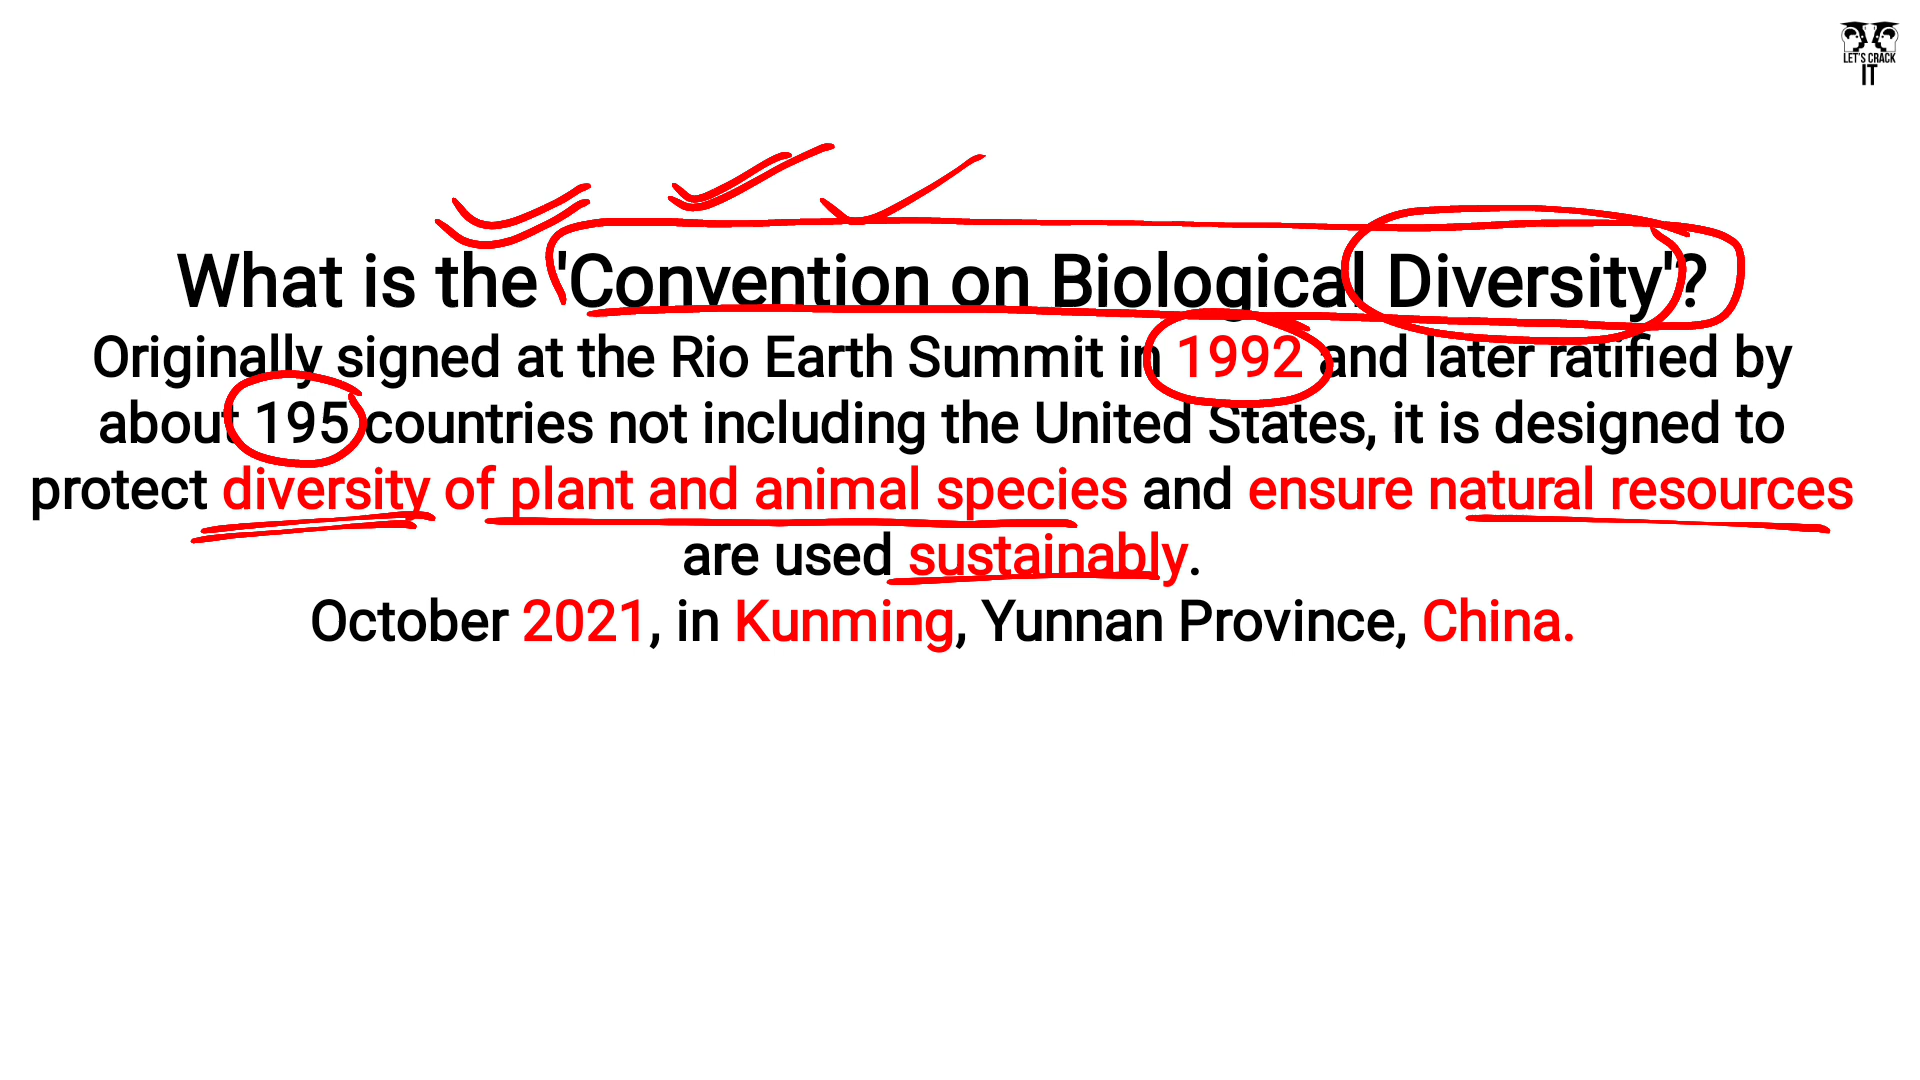 LET'S CRACK
IT
What is the 'Convention on Biological Diversity'?
Originally signed at the Rio Earth Summit in 1992 and later ratified by
about 195 countries not including the United States, it is designed to
protect diversity of plant and animal species and ensure natural resources
are used sustainably.
October 2021, in Kunming, Yunnan Province, China.